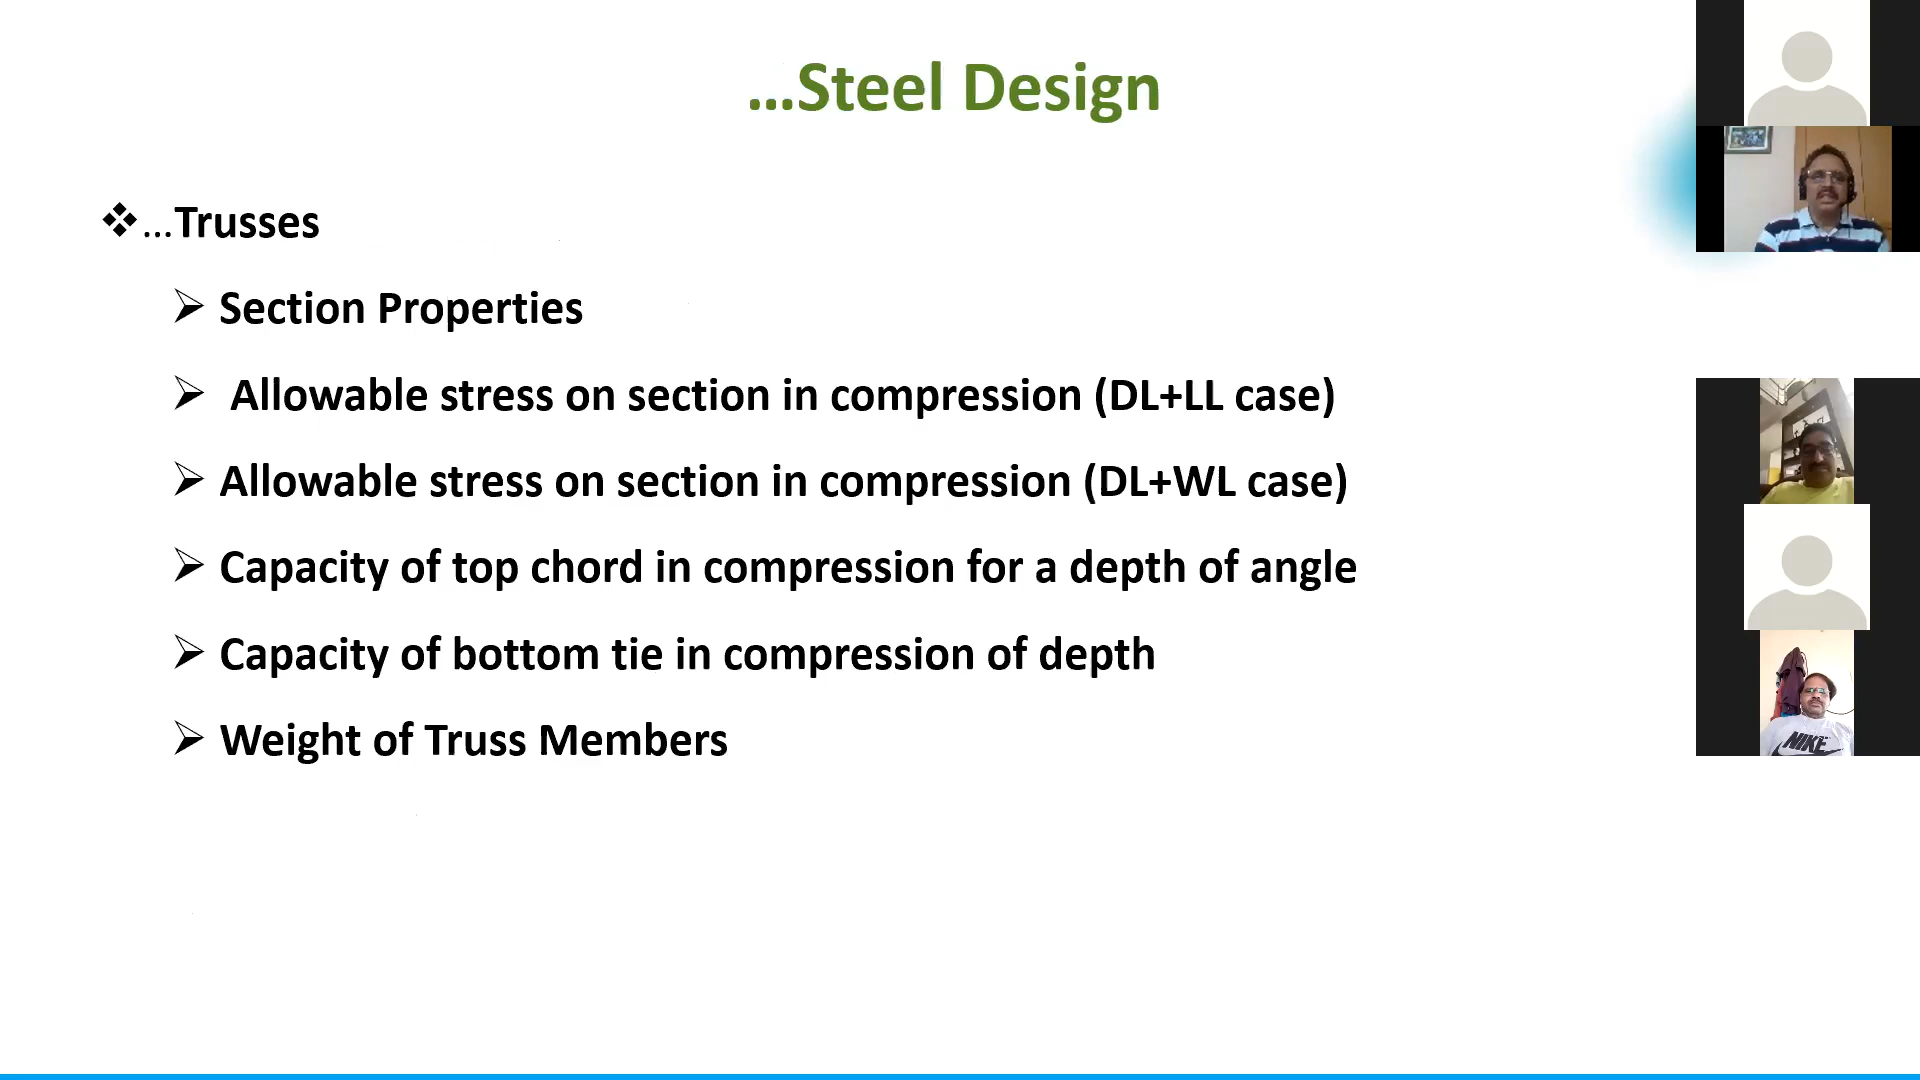 ...Steel Design
...Trusses
Section Properties
Allowable stress on section in compression (DL+LL case)
Allowable stress on section in compression (DL+WL case)
Capacity of top chord in compression for a depth of angle
Capacity of bottom tie in compression of depth
Weight of Truss Members
NIKE